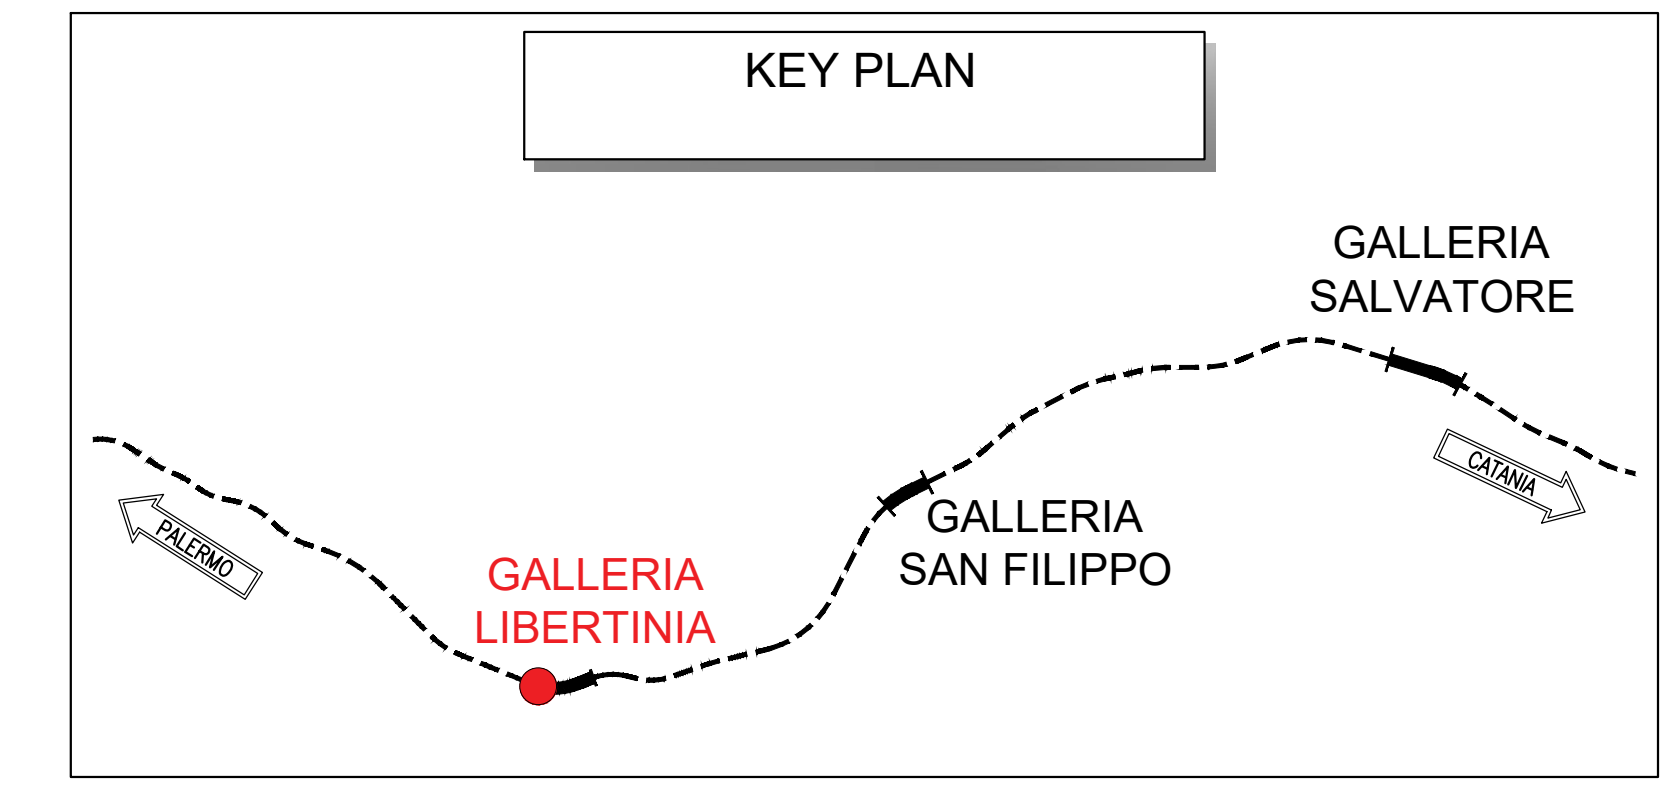 KEY PLAN
GALLERIA
SALVATORE
CATANIA
GALLERIA
SAN FILIPPO
PALERMO
GALLERIA
LIBERTINIA